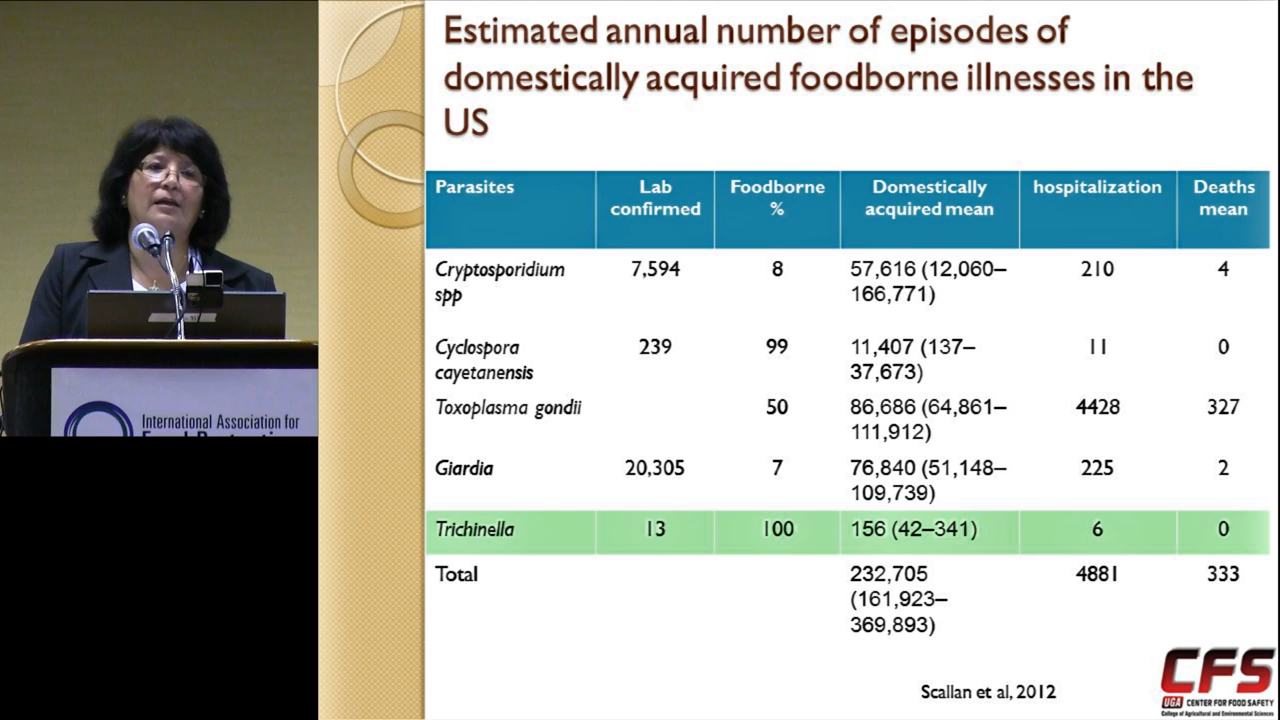 Estimated annual number of episodes of
domestically acquired foodborne illnesses in the
US
Parasites Lab confirmed Foodborne % Domestically acquired mean hospitalization Deaths mean
Cryptosporidium spp 7,594 8 57,616 (12,060–166,771) 210 4
Cyclospora cayetanensis 239 99 11,407 (137–37,673) 11 0
Toxoplasma gondii 50 86,686 (64,861–111,912) 4428 327
Giardia 20,305 7 76,840 (51,148–109,739) 225 2
Trichinella 13 100 156 (42–341) 6 0
Total 232,705 (161,923–369,893) 4881 333
Scallan et al, 2012
CFS
UGA CENTER FOR FOOD SAFETY
College of Agricultural and Environmental Sciences
International Association for